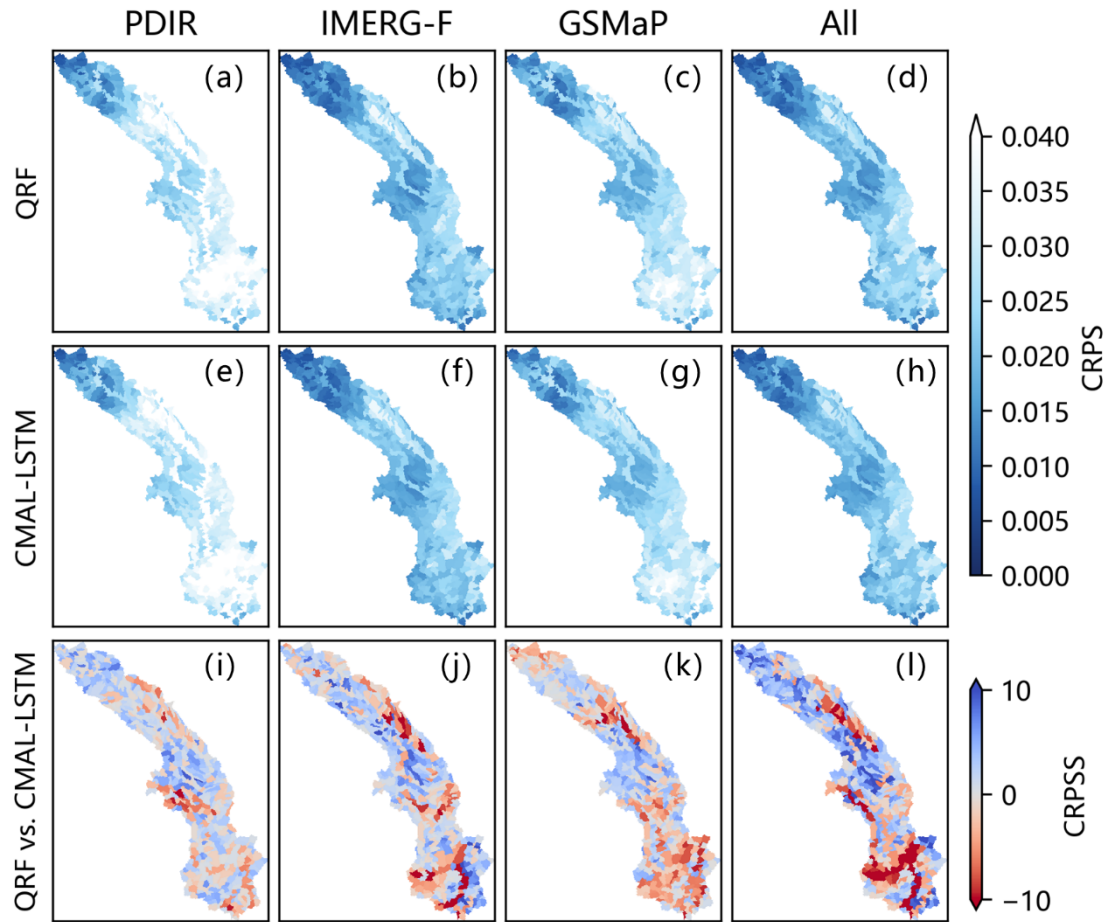 PDIR IMERG-F GSMaP All
QRF
(a) (b) (c) (d)
CMAL-LSTM
(e) (f) (g) (h)
QRF vs. CMAL-LSTM
(i) (j) (k) (l)
0.040
0.035
0.030
0.025
0.020
0.015
0.010
0.005
0.000
CRPS
10
0
−10
CRPSS